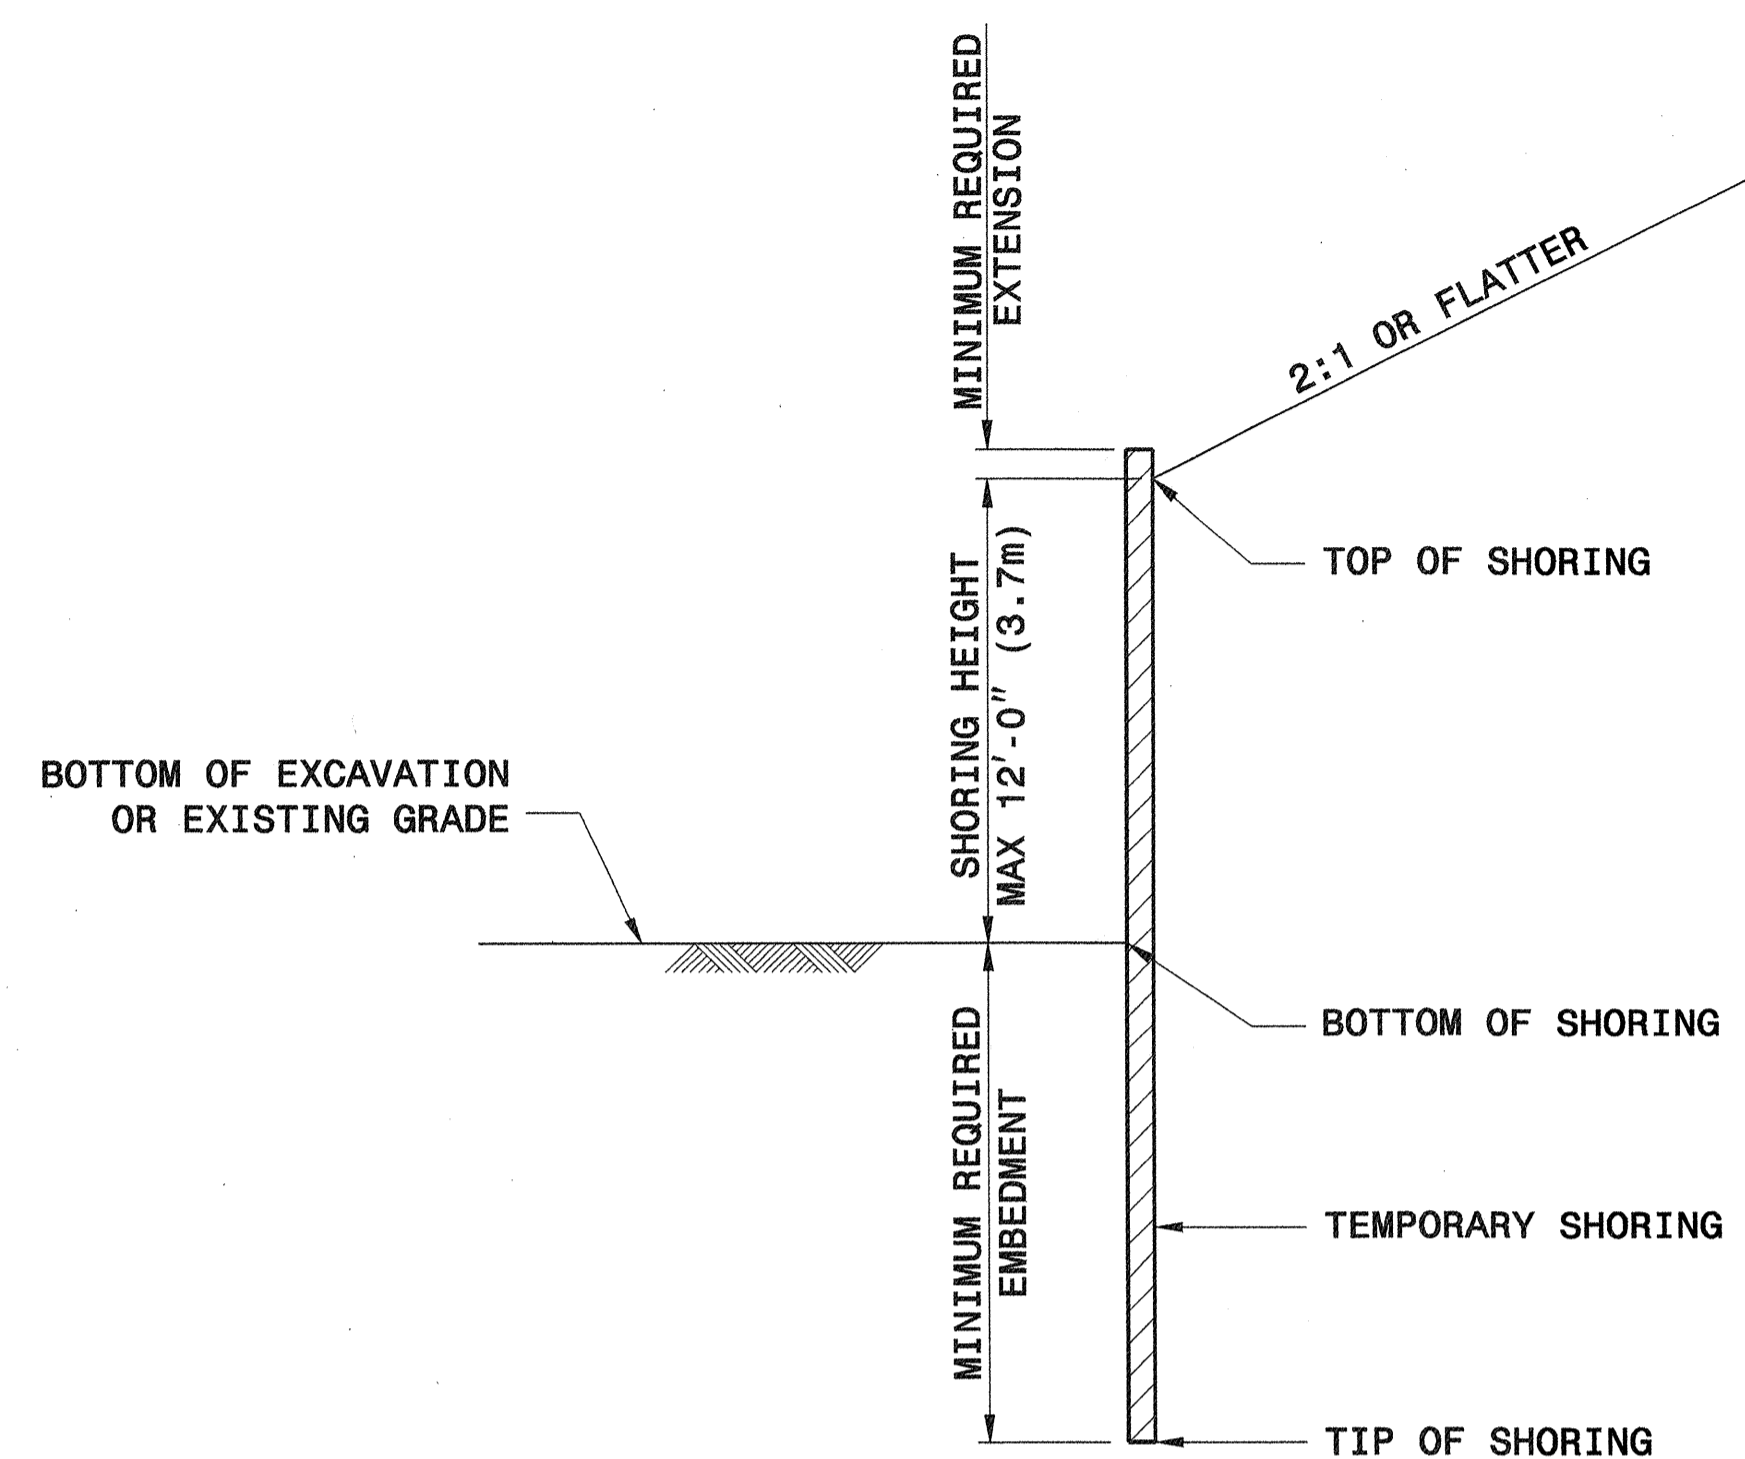 MINIMUM REQUIRED
EXTENSION
2:1 OR FLATTER
TOP OF SHORING
SHORING HEIGHT
MAX 12'-0" (3.7m)
BOTTOM OF EXCAVATION
OR EXISTING GRADE
BOTTOM OF SHORING
MINIMUM REQUIRED
EMBEDMENT
TEMPORARY SHORING
TIP OF SHORING